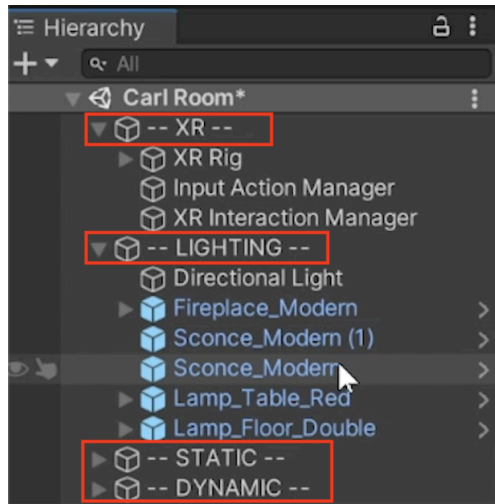 Hierarchy
All
Carl Room*
-- XR --
XR Rig
Input Action Manager
XR Interaction Manager
-- LIGHTING --
Directional Light
Fireplace_Modern
Sconce_Modern (1)
Sconce_Modern
Lamp_Table_Red
Lamp_Floor_Double
-- STATIC --
-- DYNAMIC --